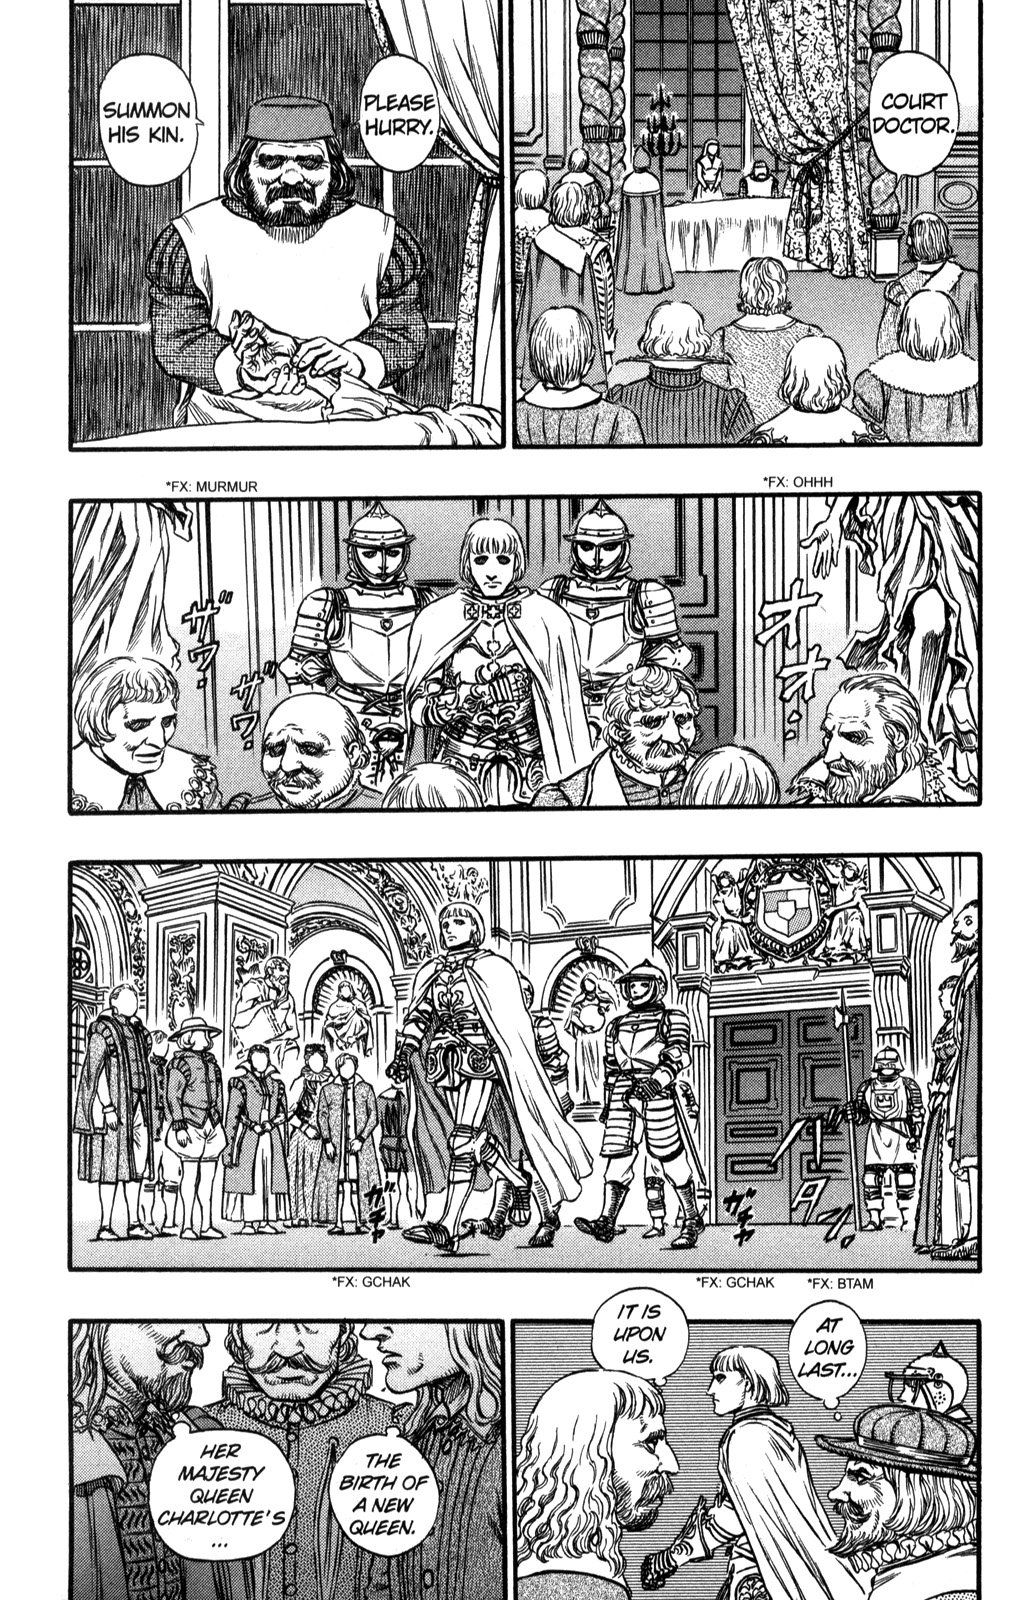 COURT
DOCTOR.
PLEASE
HURRY.
SUMMON
HIS KIN.
*FX: MURMUR
*FX: OHHH
オオオ・
ザワ・
ザワ・
ガチャ
ガチャ
バタン
*FX: GCHAK
*FX: GCHAK
*FX: BTAM
AT
LONG
LAST...
IT IS
UPON
US.
THE
BIRTH OF
A NEW
QUEEN.
HER
MAJESTY
QUEEN
CHARLOTTE'S
...